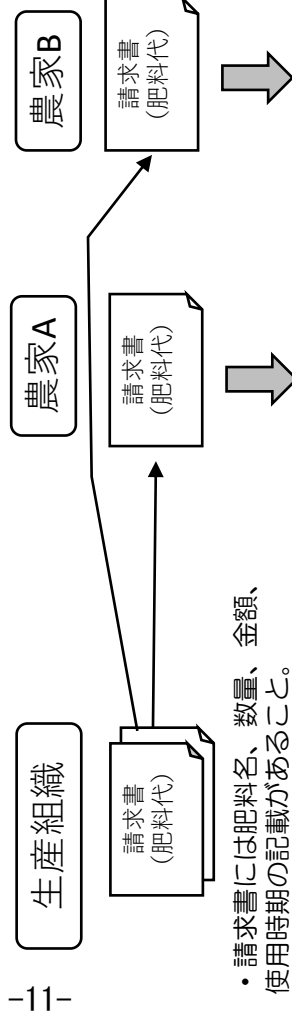 -11-
生産組織
請求書
(肥料代)
・請求書には肥料名、数量、金額、
使用時期の記載があること。
農家A
請求書
(肥料代)
農家B
請求書
(肥料代)